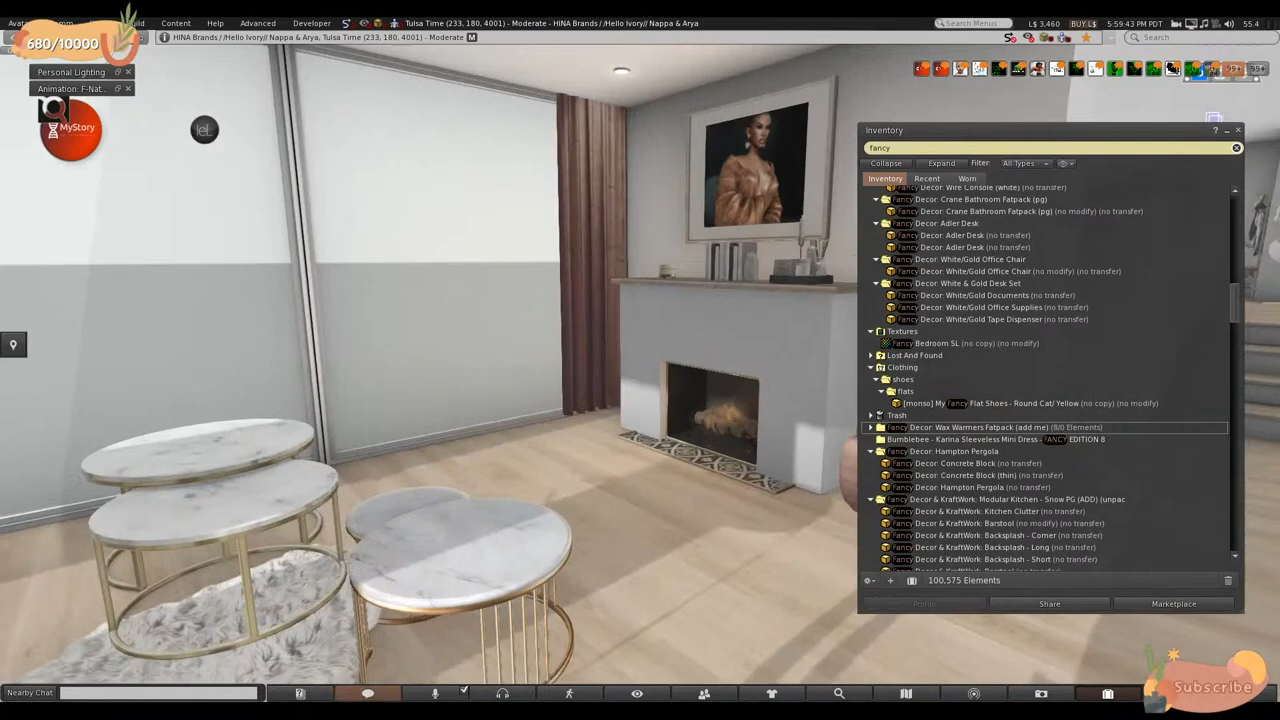 Content Help Advanced Developer Tulsa Time (233, 180, 4001) - Moderate - HINA Brands / /Hello Ivory// Nappa & Arya Search Menus L$ 3,460 BUY L$ 5:59:43 PM PDT 55.4
680/10000
HINA Brands / /Hello Ivory// Nappa & Arya, Tulsa Time (233, 180, 4001) - Moderate M Search
Personal Lighting
Animation: F-Nat...
99+ 99+
MyStory
leL
Inventory ?
fancy
Collapse Expand Filter: All Types
Inventory Recent Worn
Fancy Decor: Wire Console (white) (no transfer)
Fancy Decor: Crane Bathroom Fatpack (pg)
Fancy Decor: Crane Bathroom Fatpack (pg) (no modify) (no transfer)
Fancy Decor: Adler Desk
Fancy Decor: Adler Desk (no transfer)
Fancy Decor: Adler Desk (no transfer)
Fancy Decor: White/Gold Office Chair
Fancy Decor: White/Gold Office Chair (no modify) (no transfer)
Fancy Decor: White & Gold Desk Set
Fancy Decor: White/Gold Documents (no transfer)
Fancy Decor: White/Gold Office Supplies (no transfer)
Fancy Decor: White/Gold Tape Dispenser (no transfer)
Textures
Fancy Bedroom SL (no copy) (no modify)
Lost And Found
Clothing
shoes
flats
[monso] My Fancy Flat Shoes - Round Cat/ Yellow (no copy) (no modify)
Trash
Fancy Decor: Wax Warmers Fatpack (add me) (8/0 Elements)
Bumblebee - Karina Sleeveless Mini Dress - FANCY EDITION 8
Fancy Decor: Hampton Pergola
Fancy Decor: Concrete Block (no transfer)
Fancy Decor: Concrete Block (thin) (no transfer)
Fancy Decor: Hampton Pergola (no transfer)
Fancy Decor & KraftWork: Modular Kitchen - Snow PG (ADD) (unpac
Fancy Decor & KraftWork: Kitchen Clutter (no transfer)
Fancy Decor & KraftWork: Barstool (no modify) (no transfer)
Fancy Decor & KraftWork: Backsplash - Corner (no transfer)
Fancy Decor & KraftWork: Backsplash - Long (no transfer)
Fancy Decor & KraftWork: Backsplash - Short (no transfer)
100,575 Elements
Profile Share Marketplace
Nearby Chat
Subscribe